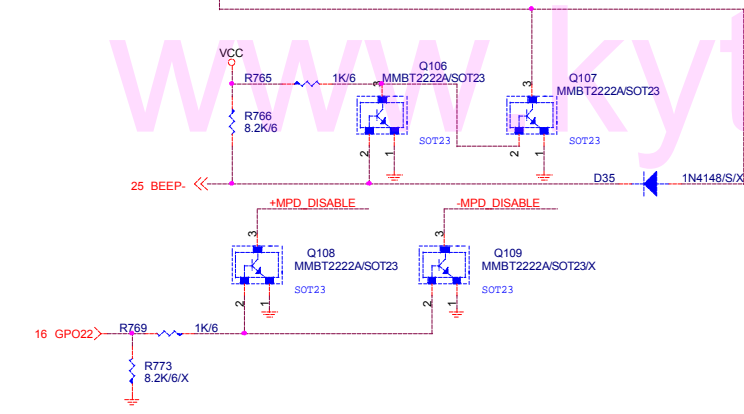 www.kyt
VCC
R765
1K/6
R766
8.2K/6
Q106
MMBT2222A/SOT23
3
SOT23
2
1
Q107
MMBT2222A/SOT23
3
SOT23
2
1
25 BEEP-
D35
1N4148/S/X
+MPD_DISABLE
-MPD_DISABLE
3
Q108
MMBT2222A/SOT23
SOT23
2
1
3
Q109
MMBT2222A/SOT23/X
SOT23
2
1
16 GPO22
R769
1K/6
R773
8.2K/6/X